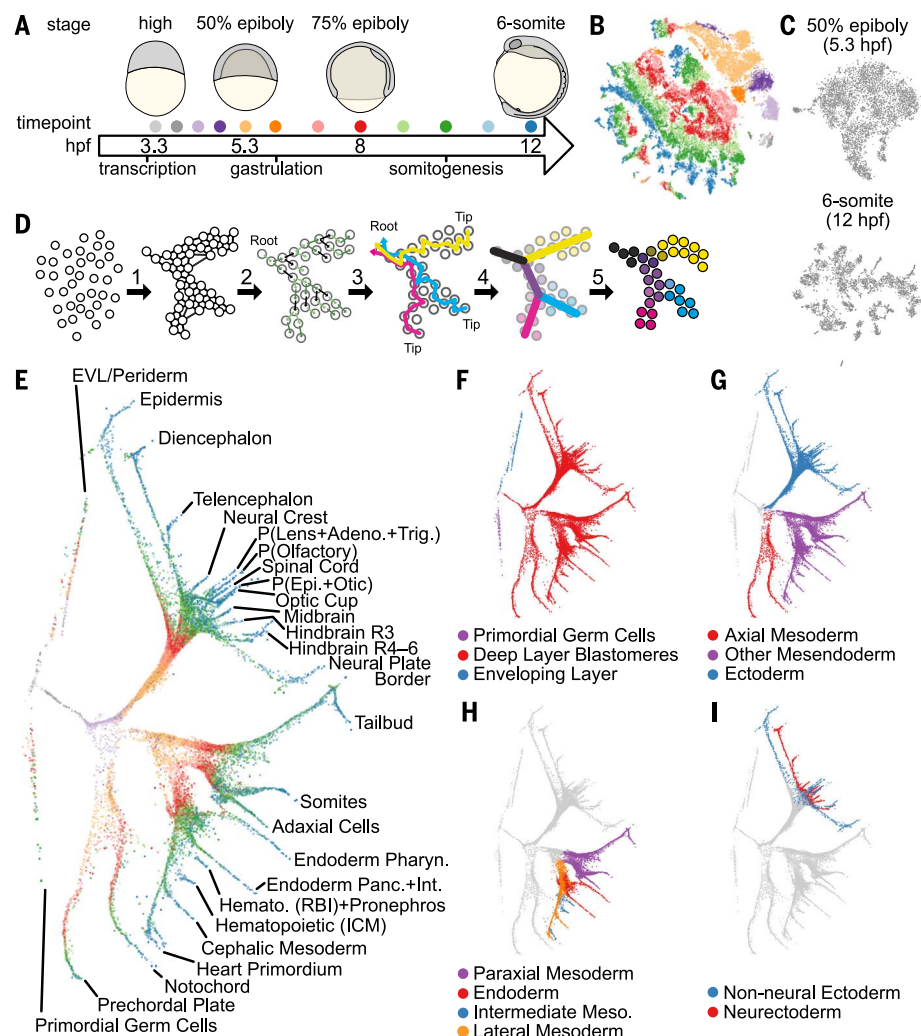 A
stage
high
50% epiboly
75% epiboly
6-somite
timepoint
hpf
3.3
5.3
8
12
transcription
gastrulation
somitogenesis
B
C
50% epiboly
(5.3 hpf)
6-somite
(12 hpf)
D
1
2
Root
3
Root
Tip
Tip
Tip
4
5
E
EVL/Periderm
Epidermis
Diencephalon
Telencephalon
Neural Crest
P(Lens+Adeno.+Trig.)
P(Olfactory)
Spinal Cord
P(Epi.+Otic)
Optic Cup
Midbrain
Hindbrain R3
Hindbrain R4–6
Neural Plate
Border
Tailbud
Somites
Adaxial Cells
Endoderm Pharyn.
Endoderm Panc.+Int.
Hemato. (RBI)+Pronephros
Hematopoietic (ICM)
Cephalic Mesoderm
Heart Primordium
Notochord
Prechordal Plate
Primordial Germ Cells
F
Primordial Germ Cells
Deep Layer Blastomeres
Enveloping Layer
G
Axial Mesoderm
Other Mesendoderm
Ectoderm
H
Paraxial Mesoderm
Endoderm
Intermediate Meso.
Lateral Mesoderm
I
Non-neural Ectoderm
Neurectoderm